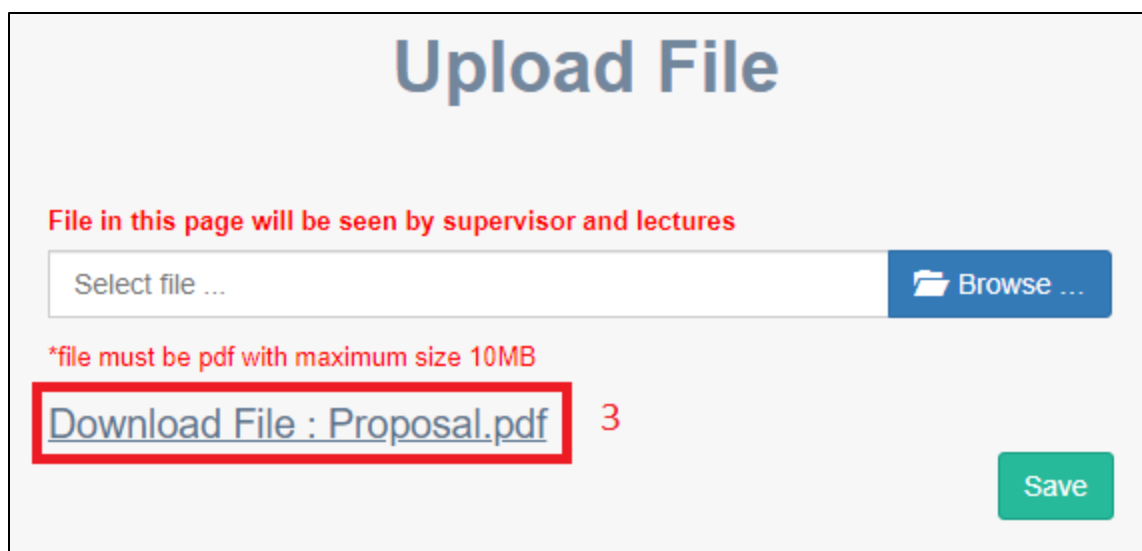 Upload File
File in this page will be seen by supervisor and lectures
Select file ...
Browse ...
*file must be pdf with maximum size 10MB
Download File : Proposal.pdf
3
Save